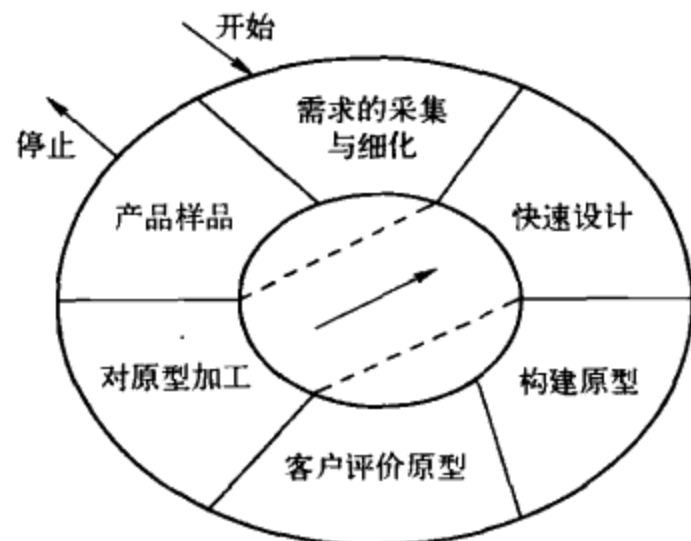 开始
停止
需求的采集
与细化
产品样品
快速设计
对原型加工
构建原型
客户评价原型